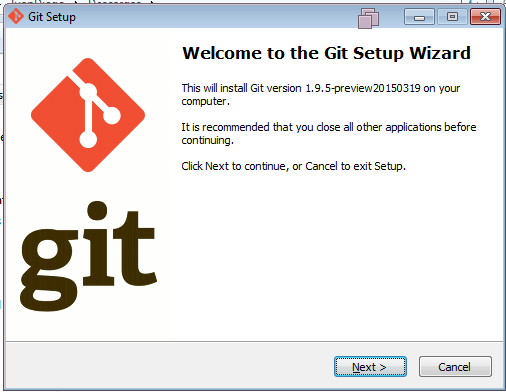 Git Setup
Welcome to the Git Setup Wizard
This will install Git version 1.9.5-preview20150319 on your
computer.
It is recommended that you close all other applications before
continuing.
Click Next to continue, or Cancel to exit Setup.
git
Next >
Cancel